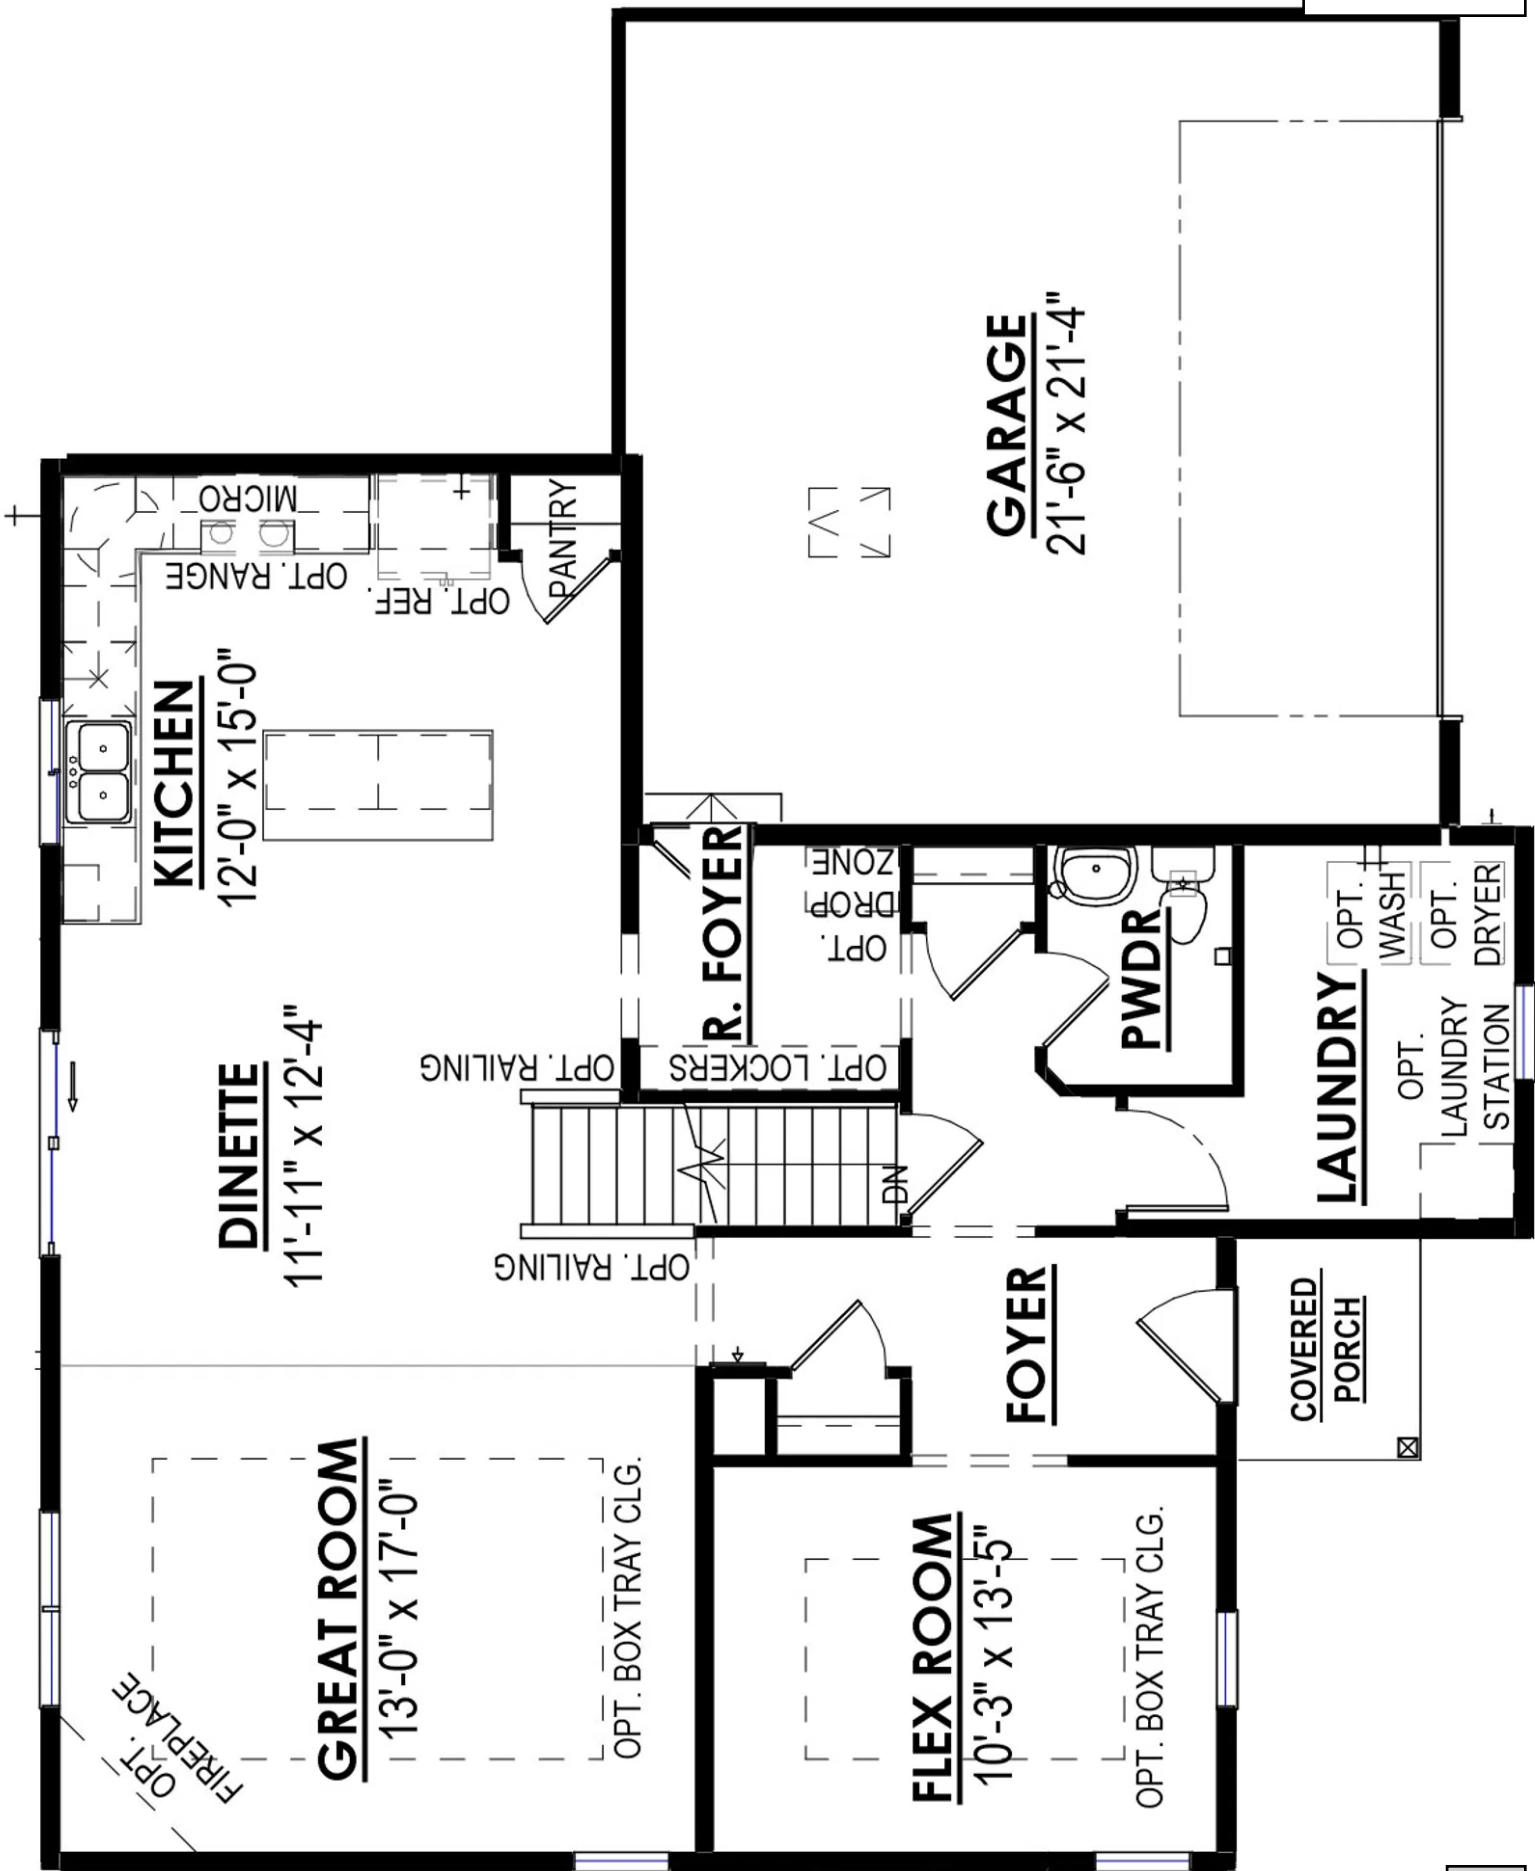 GARAGE
21'-6" x 21'-4"
MICRO
OPT. RANGE
OPT. REF.
PANTRY
KITCHEN
12'-0" x 15'-0"
R. FOYER
OPT.
DROP
ZONE
OPT. LOCKERS
PWDR
OPT.
WASH
OPT.
DRYER
LAUNDRY
OPT.
LAUNDRY
STATION
DINETTE
11'-11" x 12'-4"
OPT. RAILING
DN
OPT. RAILING
FOYER
COVERED
PORCH
GREAT ROOM
13'-0" x 17'-0"
OPT. BOX TRAY CLG.
OPT.
FIREPLACE
FLEX ROOM
10'-3" x 13'-5"
OPT. BOX TRAY CLG.